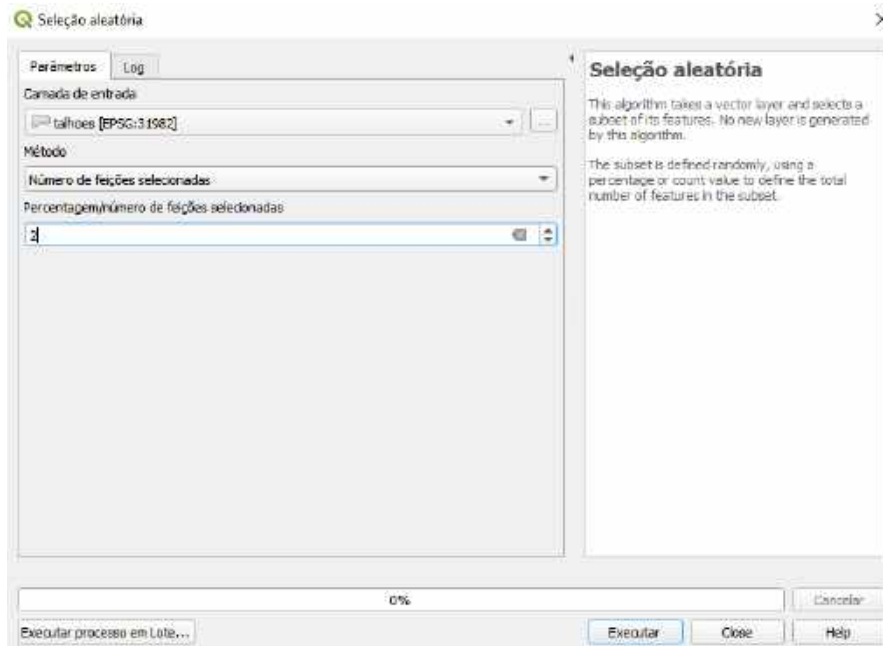 Seleção aleatória
Parâmetros
Log
Camada de entrada
talhoes [EPSG:31982]
...
Método
Número de feições selecionadas
Percentagem/número de feições selecionadas
2
Seleção aleatória
This algorithm takes a vector layer and selects a
subset of its features. No new layer is generated
by this algorithm.
The subset is defined randomly, using a
percentage or count value to define the total
number of features in the subset.
0%
Cancelar
Executar processo em Lote...
Executar
Close
Help